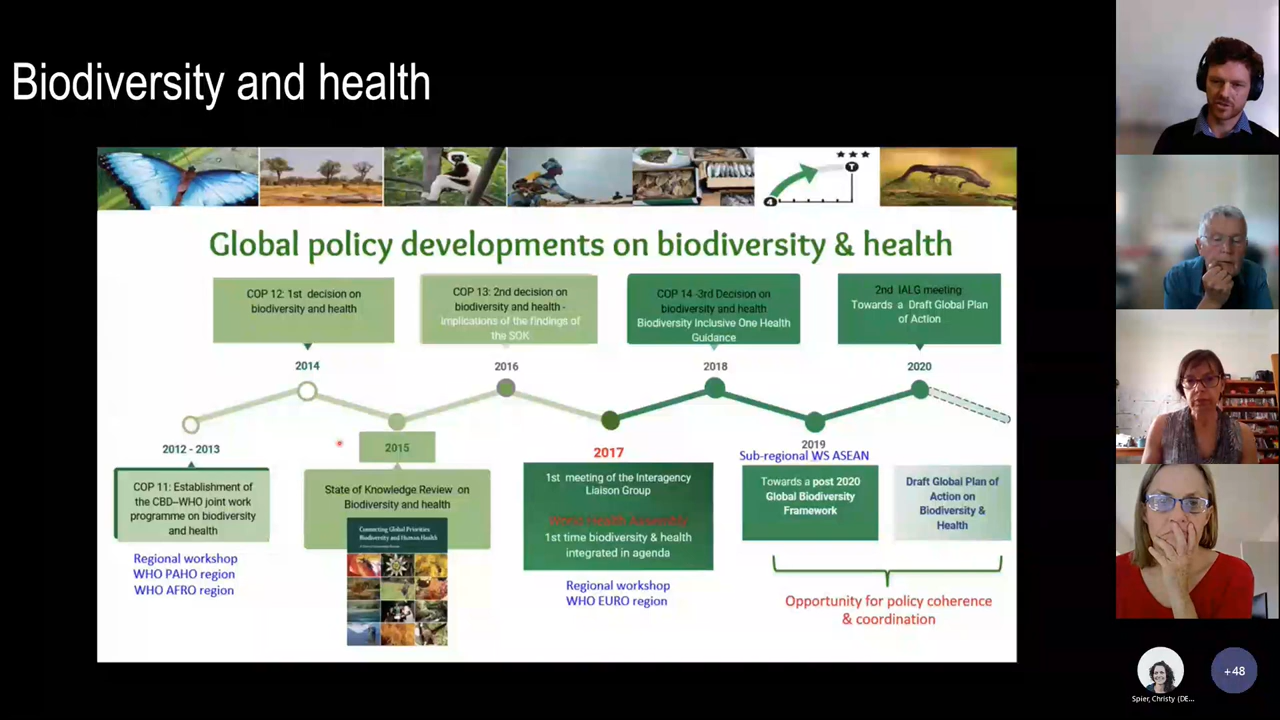 Biodiversity and health
Global policy developments on biodiversity & health
COP 12: 1st decision on
biodiversity and health
COP 13: 2nd decision on
biodiversity and health -
implications of the findings of
the SOK
COP 14 -3rd Decision on
biodiversity and health
Biodiversity Inclusive One Health
Guidance
2nd IALG meeting
Towards a Draft Global Plan
of Action
2014
2016
2018
2020
2012 - 2013
2015
2017
2019
Sub-regional WS ASEAN
COP 11: Establishment of
the CBD–WHO joint work
programme on biodiversity
and health
Regional workshop
WHO PAHO region
WHO AFRO region
State of Knowledge Review on
Biodiversity and health
Connecting Global Priorities
Biodiversity and Human Health
1st meeting of the Interagency
Liaison Group
World Health Assembly
1st time biodiversity & health
integrated in agenda
Regional workshop
WHO EURO region
Towards a post 2020
Global Biodiversity
Framework
Draft Global Plan of
Action on
Biodiversity &
Health
Opportunity for policy coherence
& coordination
Spier, Christy (DE...
+48